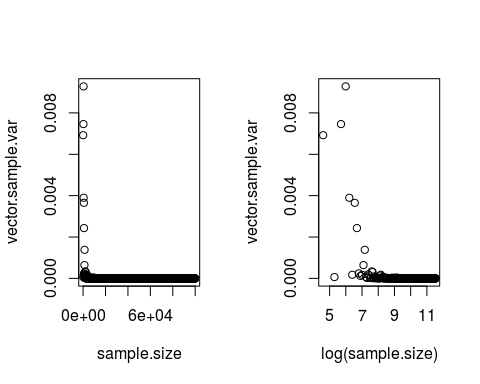 vector.sample.var
0.000
0.004
0.008
0e+00
6e+04
sample.size
vector.sample.var
0.000
0.004
0.008
5
7
9
11
log(sample.size)